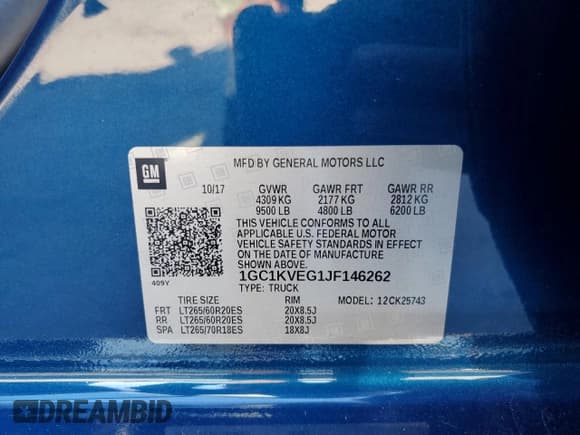 GM
MFD BY GENERAL MOTORS LLC
10/17 GVWR GAWR FRT GAWR RR
4309 KG 2177 KG 2812 KG
9500 LB 4800 LB 6200 LB
THIS VEHICLE CONFORMS TO ALL
APPLICABLE U.S. FEDERAL MOTOR
VEHICLE SAFETY STANDARDS IN EFFECT
ON THE DATE OF MANUFACTURE
SHOWN ABOVE.
409Y
1GC1KVEG1JF146262
TYPE: TRUCK
TIRE SIZE RIM MODEL: 12CK25743
FRT LT265/60R20ES 20X8.5J
RR LT265/60R20ES 20X8.5J
SPA LT265/70R18ES 18X8J
DREAMBID